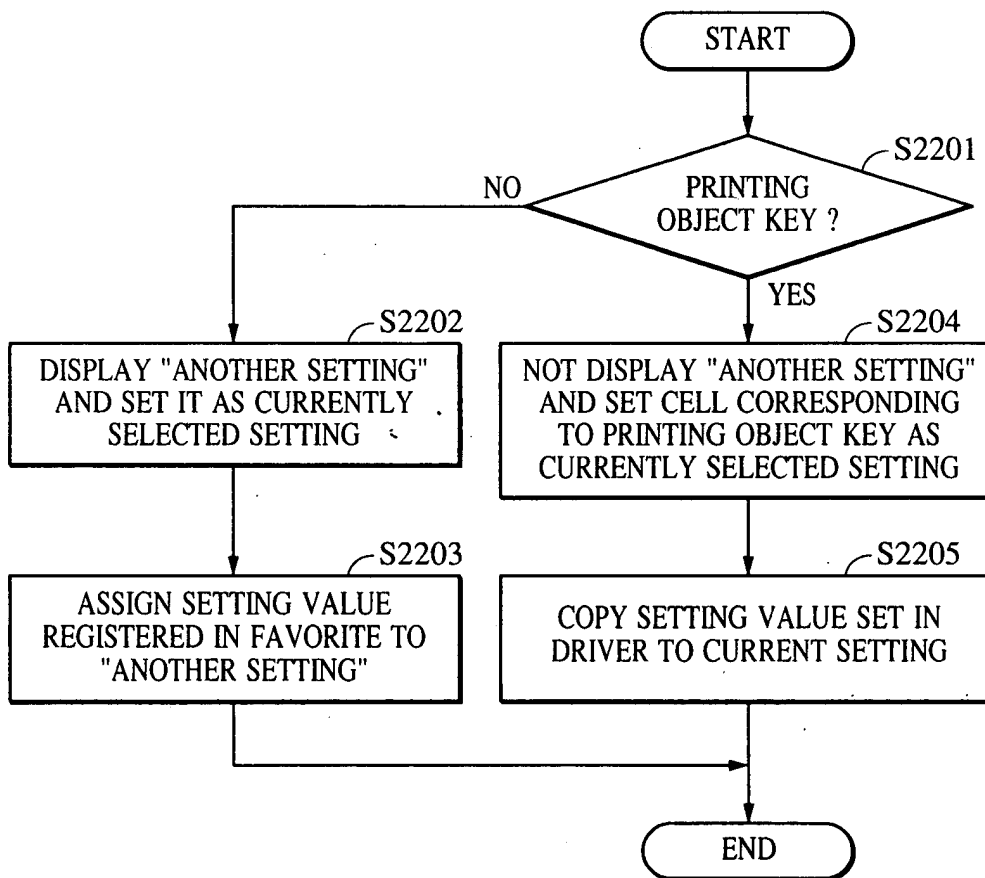 START
S2201
PRINTING
OBJECT KEY ?
NO
YES
S2202
DISPLAY "ANOTHER SETTING"
AND SET IT AS CURRENTLY
SELECTED SETTING
S2204
NOT DISPLAY "ANOTHER SETTING"
AND SET CELL CORRESPONDING
TO PRINTING OBJECT KEY AS
CURRENTLY SELECTED SETTING
S2203
ASSIGN SETTING VALUE
REGISTERED IN FAVORITE TO
"ANOTHER SETTING"
S2205
COPY SETTING VALUE SET IN
DRIVER TO CURRENT SETTING
END